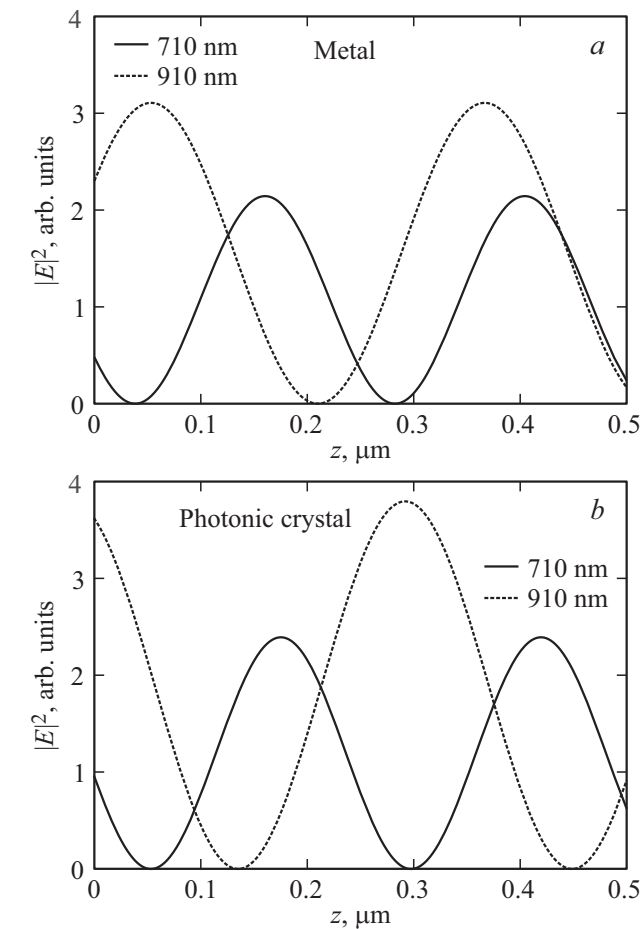 4
710 nm
910 nm
Metal
a
3
2
1
0
|E|², arb. units
0 0.1 0.2 0.3 0.4 0.5
z, μm
4
Photonic crystal
b
710 nm
910 nm
3
2
1
0
|E|², arb. units
0 0.1 0.2 0.3 0.4 0.5
z, μm